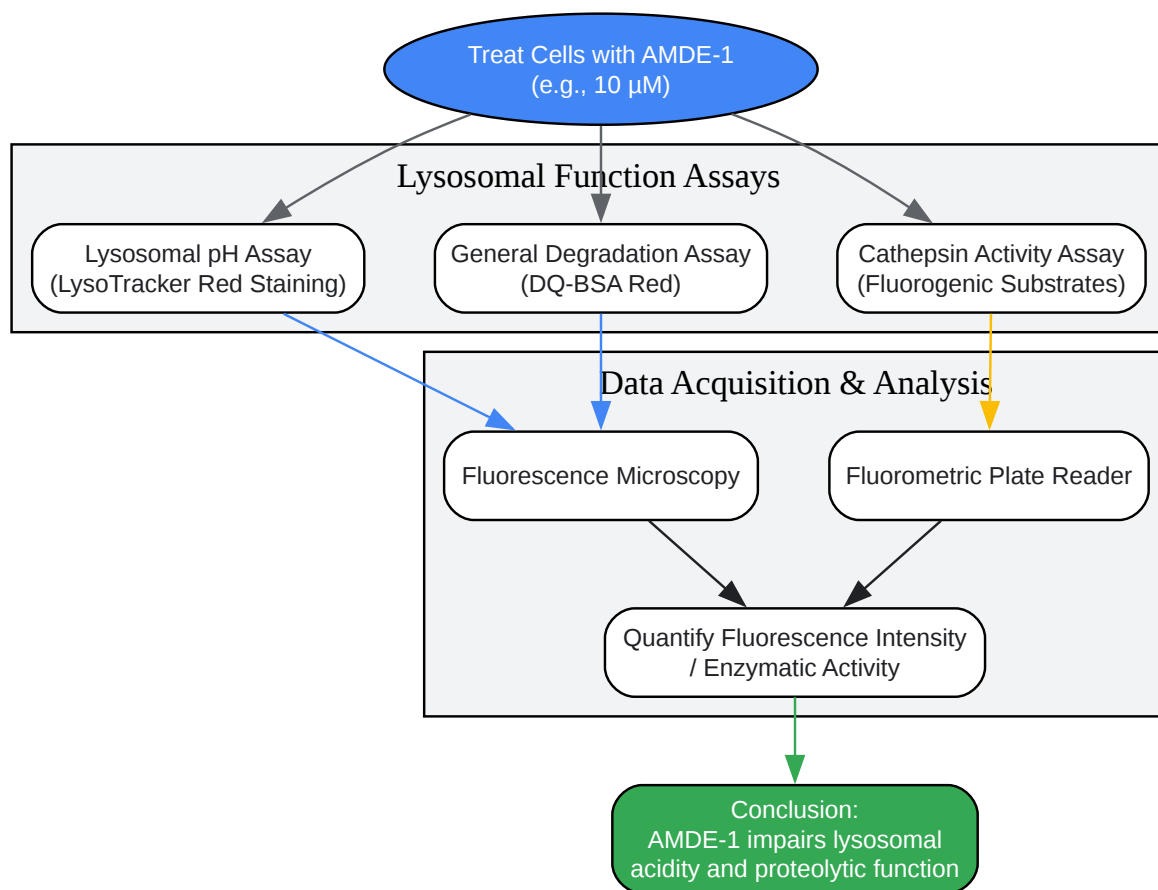 Treat Cells with AMDE-1
(e.g., 10 µM)
Lysosomal Function Assays
Lysosomal pH Assay
(LysoTracker Red Staining)
General Degradation Assay
(DQ-BSA Red)
Cathepsin Activity Assay
(Fluorogenic Substrates)
Data Acquisition & Analysis
Fluorescence Microscopy
Fluorometric Plate Reader
Quantify Fluorescence Intensity
/ Enzymatic Activity
Conclusion:
AMDE-1 impairs lysosomal
acidity and proteolytic function